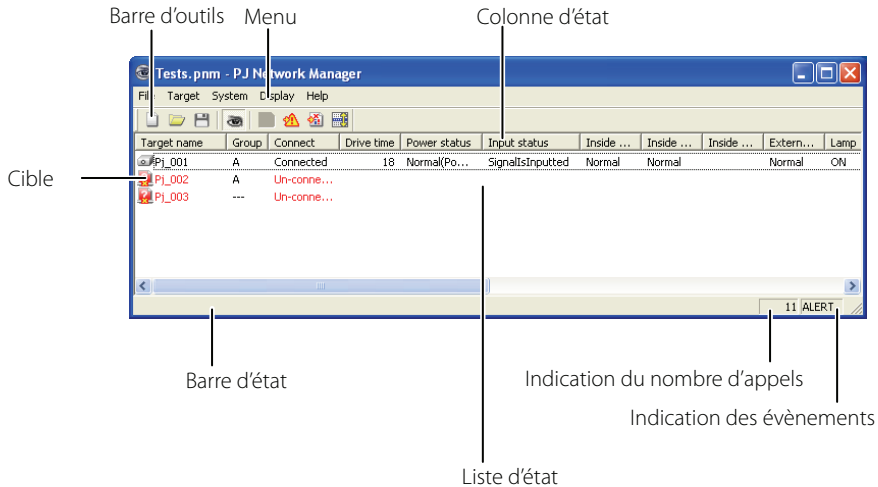 Barre d'outils Menu Colonne d'état
Tests.pnm - PJ Network Manager
File Target System Display Help
Target name Group Connect Drive time Power status Input status Inside ... Inside ... Inside ... Extern... Lamp
Pj_001 A Connected 18 Normal(Po... SignalIsInputted Normal Normal Normal ON
Cible
Pj_002 A Un-conne...
Pj_003 --- Un-conne...
11 ALERT
Barre d'état
Indication du nombre d'appels
Indication des évènements
Liste d'état